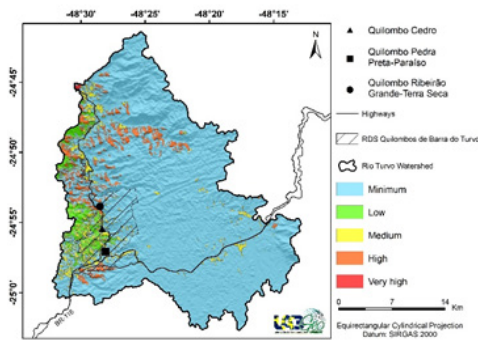 -48°30' -48°25' -48°20'
-24°45'
-24°50'
-24°55'
-25°0'
BR-116
N
Quilombo Cedro
Quilombo Pedra
Preta-Paraíso
Quilombo Ribeirão
Grande-Terra Seca
Highways
RDS Quilombos de Barra do Turvo
Rio Turvo Watershed
Minimum
Low
Medium
High
Very high
0 7 14
Km
Equirectangular Cylindrical Projection
Datum: SIRGAS 2000